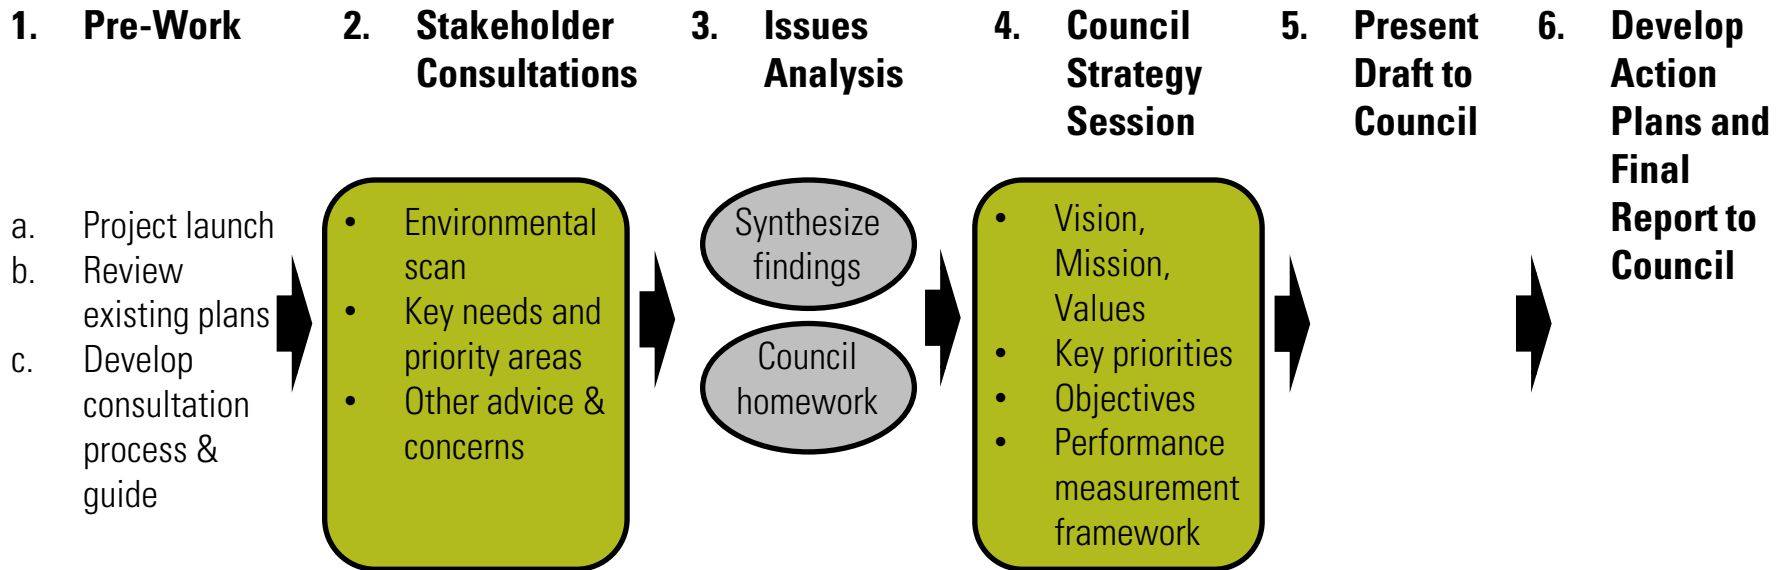 1. Pre-Work
a. Project launch
b. Review
existing plans
c. Develop
consultation
process &
guide
2. Stakeholder
Consultations
• Environmental
scan
• Key needs and
priority areas
• Other advice &
concerns
3. Issues
Analysis
Synthesize
findings
Council
homework
4. Council
Strategy
Session
• Vision,
Mission,
Values
• Key priorities
• Objectives
• Performance
measurement
framework
5. Present
Draft to
Council
6. Develop
Action
Plans and
Final
Report to
Council